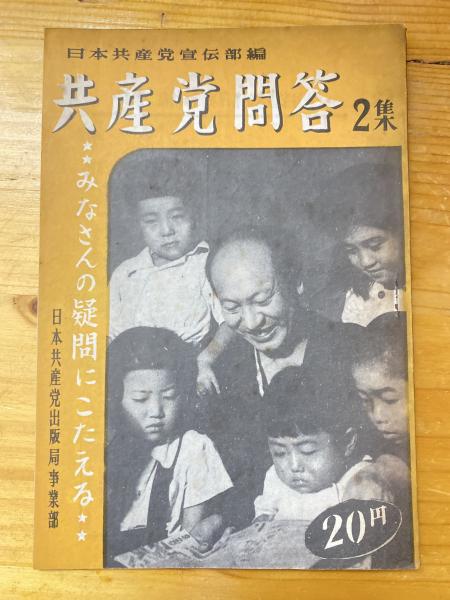 日本共産党宣伝部編
共産党問答 2集
★★みなさんの疑問にこたえる★★
日本共産党出版局事業部
20円